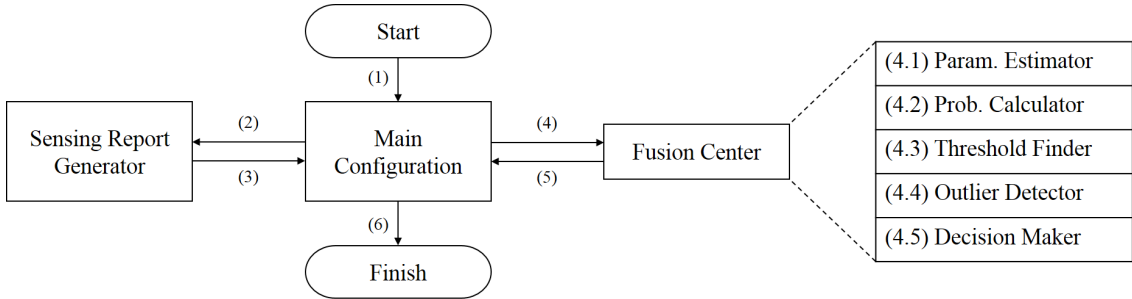 Start
(1)
Sensing Report
Generator
(2)
(3)
Main
Configuration
(4)
(5)
Fusion Center
(6)
Finish
(4.1) Param. Estimator
(4.2) Prob. Calculator
(4.3) Threshold Finder
(4.4) Outlier Detector
(4.5) Decision Maker